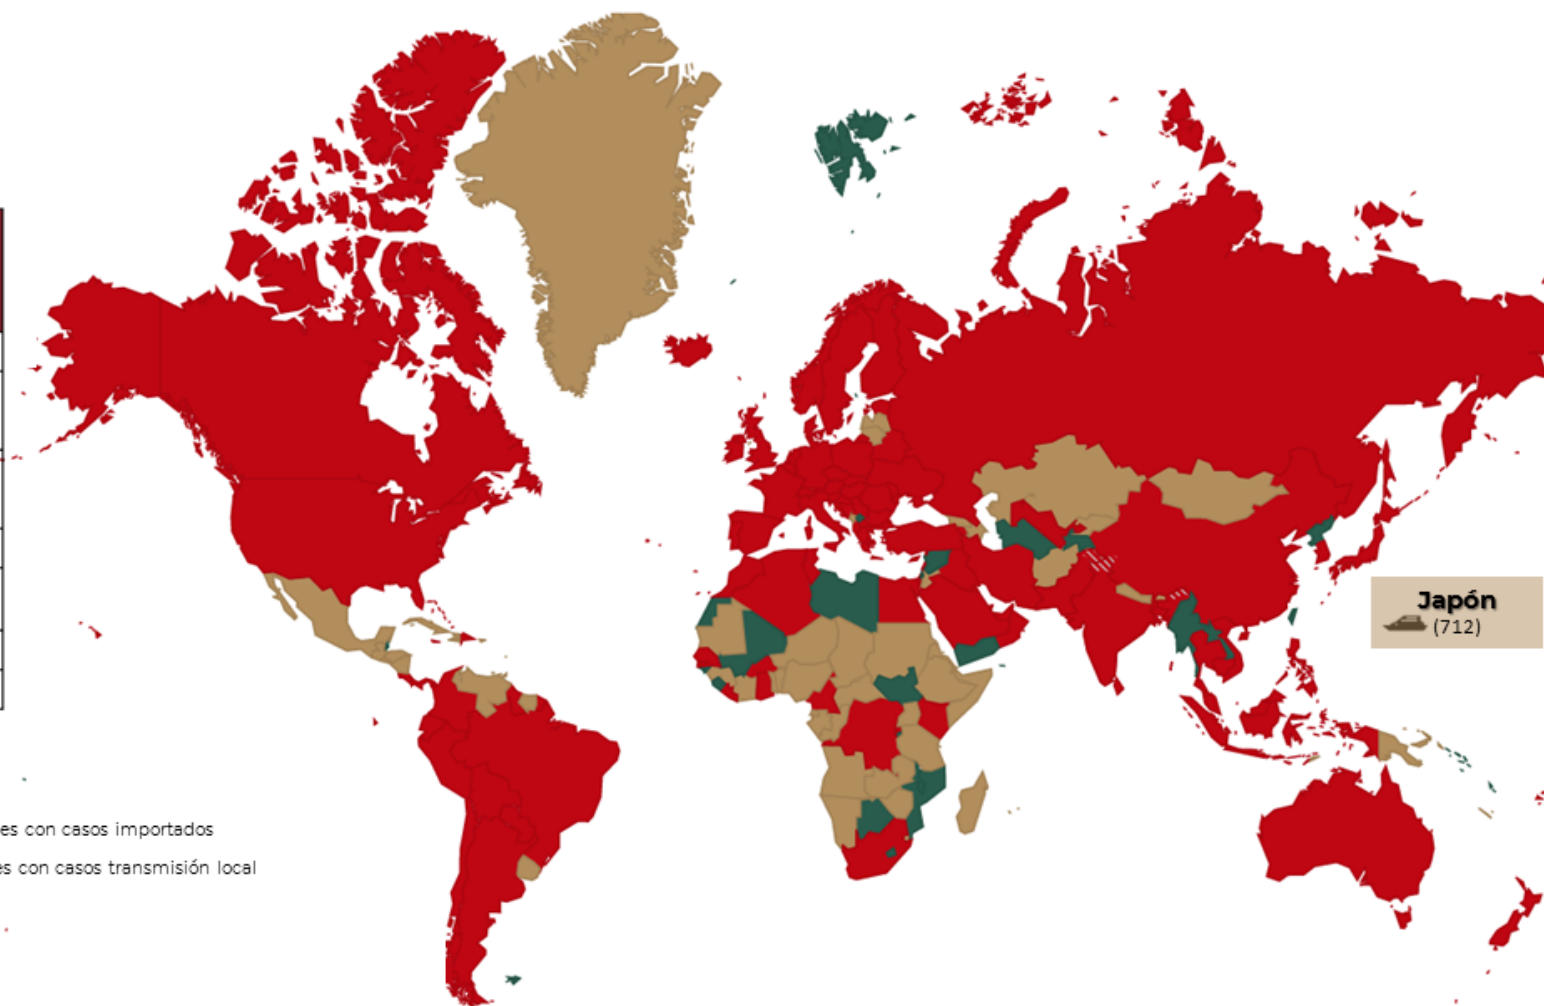 Japón
(712)
es con casos importados
es con casos transmisión local